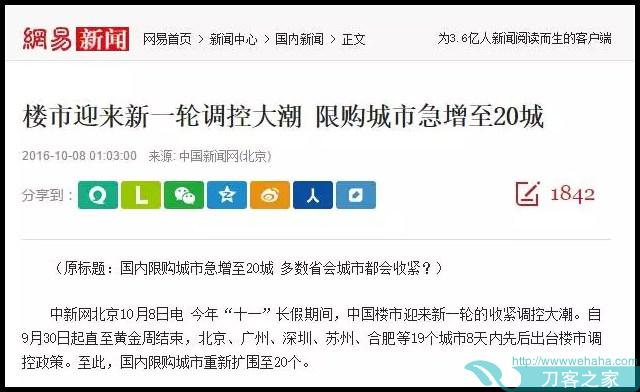 網易新闻 网易首页 > 新闻中心 > 国内新闻 > 正文 为3.6亿人新闻阅读而生的客户端
楼市迎来新一轮调控大潮 限购城市急增至20城
2016-10-08 01:03:00 来源: 中国新闻网(北京)
分享到: 1842
（原标题：国内限购城市急增至20城 多数省会城市都会收紧？）
中新网北京10月8日电 今年“十一”长假期间，中国楼市迎来新一轮的收紧调控大潮。自
9月30日起直至黄金周结束，北京、广州、深圳、苏州、合肥等19个城市8天内先后出台楼市调
控政策。至此，国内限购城市重新扩围至20个。
http://www.wehaha.com
刀客之家